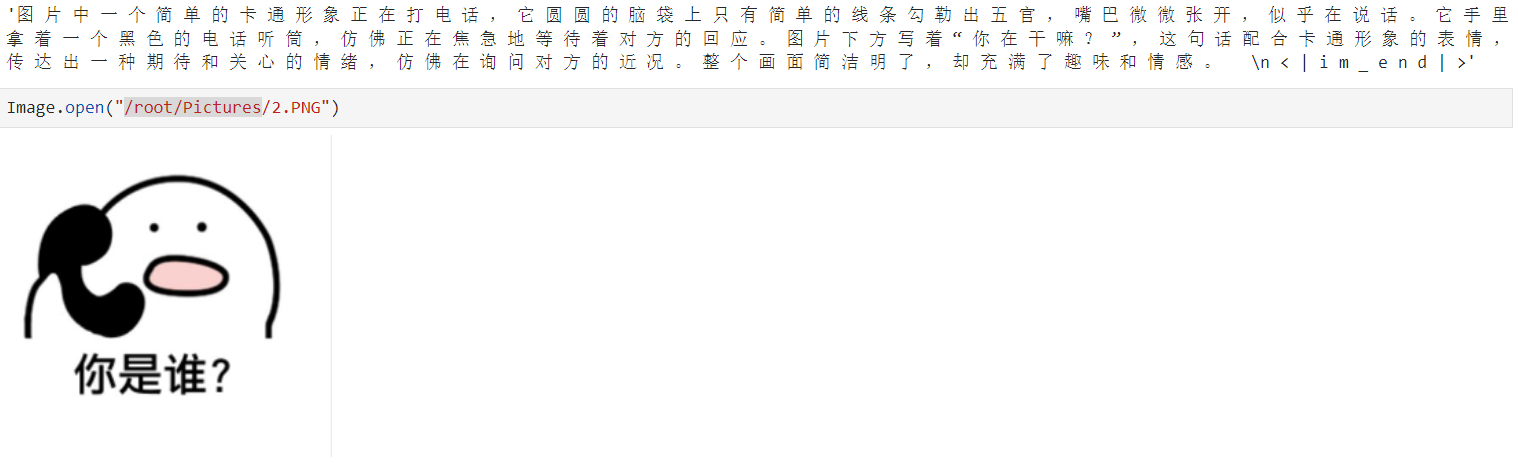 '图 片 中 一 个 简 单 的 卡 通 形 象 正 在 打 电 话 ， 它 圆 圆 的 脑 袋 上 只 有 简 单 的 线 条 勾 勒 出 五 官 ， 嘴 巴 微 微 张 开 ， 似 乎 在 说 话 。 它 手 里
拿 着 一 个 黑 色 的 电 话 听 筒 ， 仿 佛 正 在 焦 急 地 等 待 着 对 方 的 回 应 。 图 片 下 方 写 着 “ 你 在 干 嘛 ？ ” ， 这 句 话 配 合 卡 通 形 象 的 表 情 ，
传 达 出 一 种 期 待 和 关 心 的 情 绪 ， 仿 佛 在 询 问 对 方 的 近 况 。 整 个 画 面 简 洁 明 了 ， 却 充 满 了 趣 味 和 情 感 。  \n < | i m _ e n d | >'
Image.open("/root/Pictures/2.PNG")
你是谁?